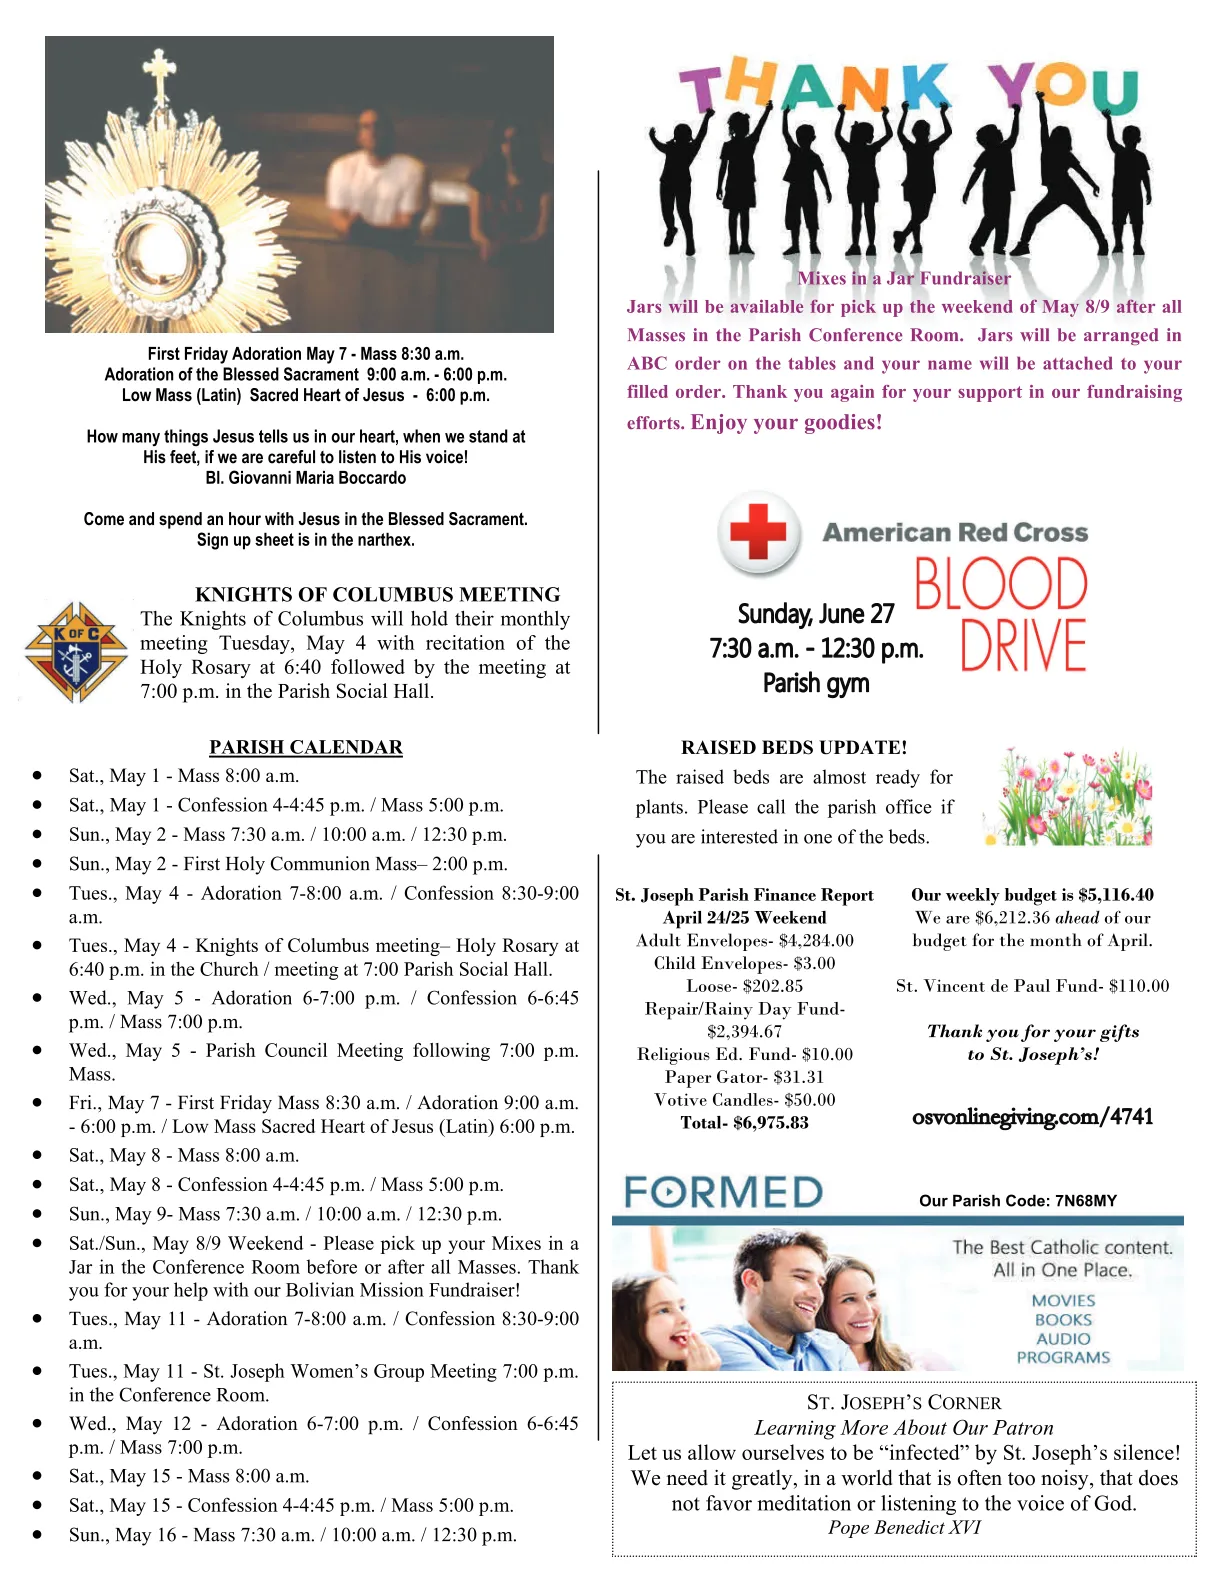 First Friday Adoration May 7 - Mass 8:30 a.m.
Adoration of the Blessed Sacrament 9:00 a.m. - 6:00 p.m.
Low Mass (Latin) Sacred Heart of Jesus - 6:00 p.m.
How many things Jesus tells us in our heart, when we stand at
His feet, if we are careful to listen to His voice!
Bl. Giovanni Maria Boccardo
Come and spend an hour with Jesus in the Blessed Sacrament.
Sign up sheet is in the narthex.
K OF C
KNIGHTS OF COLUMBUS MEETING
The Knights of Columbus will hold their monthly
meeting Tuesday, May 4 with recitation of the
Holy Rosary at 6:40 followed by the meeting at
7:00 p.m. in the Parish Social Hall.
PARISH CALENDAR
• Sat., May 1 - Mass 8:00 a.m.
• Sat., May 1 - Confession 4-4:45 p.m. / Mass 5:00 p.m.
• Sun., May 2 - Mass 7:30 a.m. / 10:00 a.m. / 12:30 p.m.
• Sun., May 2 - First Holy Communion Mass– 2:00 p.m.
• Tues., May 4 - Adoration 7-8:00 a.m. / Confession 8:30-9:00
a.m.
• Tues., May 4 - Knights of Columbus meeting– Holy Rosary at
6:40 p.m. in the Church / meeting at 7:00 Parish Social Hall.
• Wed., May 5 - Adoration 6-7:00 p.m. / Confession 6-6:45
p.m. / Mass 7:00 p.m.
• Wed., May 5 - Parish Council Meeting following 7:00 p.m.
Mass.
• Fri., May 7 - First Friday Mass 8:30 a.m. / Adoration 9:00 a.m.
- 6:00 p.m. / Low Mass Sacred Heart of Jesus (Latin) 6:00 p.m.
• Sat., May 8 - Mass 8:00 a.m.
• Sat., May 8 - Confession 4-4:45 p.m. / Mass 5:00 p.m.
• Sun., May 9- Mass 7:30 a.m. / 10:00 a.m. / 12:30 p.m.
• Sat./Sun., May 8/9 Weekend - Please pick up your Mixes in a
Jar in the Conference Room before or after all Masses. Thank
you for your help with our Bolivian Mission Fundraiser!
• Tues., May 11 - Adoration 7-8:00 a.m. / Confession 8:30-9:00
a.m.
• Tues., May 11 - St. Joseph Women’s Group Meeting 7:00 p.m.
in the Conference Room.
• Wed., May 12 - Adoration 6-7:00 p.m. / Confession 6-6:45
p.m. / Mass 7:00 p.m.
• Sat., May 15 - Mass 8:00 a.m.
• Sat., May 15 - Confession 4-4:45 p.m. / Mass 5:00 p.m.
• Sun., May 16 - Mass 7:30 a.m. / 10:00 a.m. / 12:30 p.m.
THANK YOU
Mixes in a Jar Fundraiser
Jars will be available for pick up the weekend of May 8/9 after all
Masses in the Parish Conference Room. Jars will be arranged in
ABC order on the tables and your name will be attached to your
filled order. Thank you again for your support in our fundraising
efforts. Enjoy your goodies!
American Red Cross
BLOOD
DRIVE
Sunday, June 27
7:30 a.m. - 12:30 p.m.
Parish gym
RAISED BEDS UPDATE!
The raised beds are almost ready for
plants. Please call the parish office if
you are interested in one of the beds.
St. Joseph Parish Finance Report
April 24/25 Weekend
Adult Envelopes- $4,284.00
Child Envelopes- $3.00
Loose- $202.85
Repair/Rainy Day Fund-
$2,394.67
Religious Ed. Fund- $10.00
Paper Gator- $31.31
Votive Candles- $50.00
Total- $6,975.83
Our weekly budget is $5,116.40
We are $6,212.36 ahead of our
budget for the month of April.
St. Vincent de Paul Fund- $110.00
Thank you for your gifts
to St. Joseph’s!
osvonlinegiving.com/4741
FORMED
Our Parish Code: 7N68MY
The Best Catholic content.
All in One Place.
MOVIES
BOOKS
AUDIO
PROGRAMS
ST. JOSEPH’S CORNER
Learning More About Our Patron
Let us allow ourselves to be “infected” by St. Joseph’s silence!
We need it greatly, in a world that is often too noisy, that does
not favor meditation or listening to the voice of God.
Pope Benedict XVI